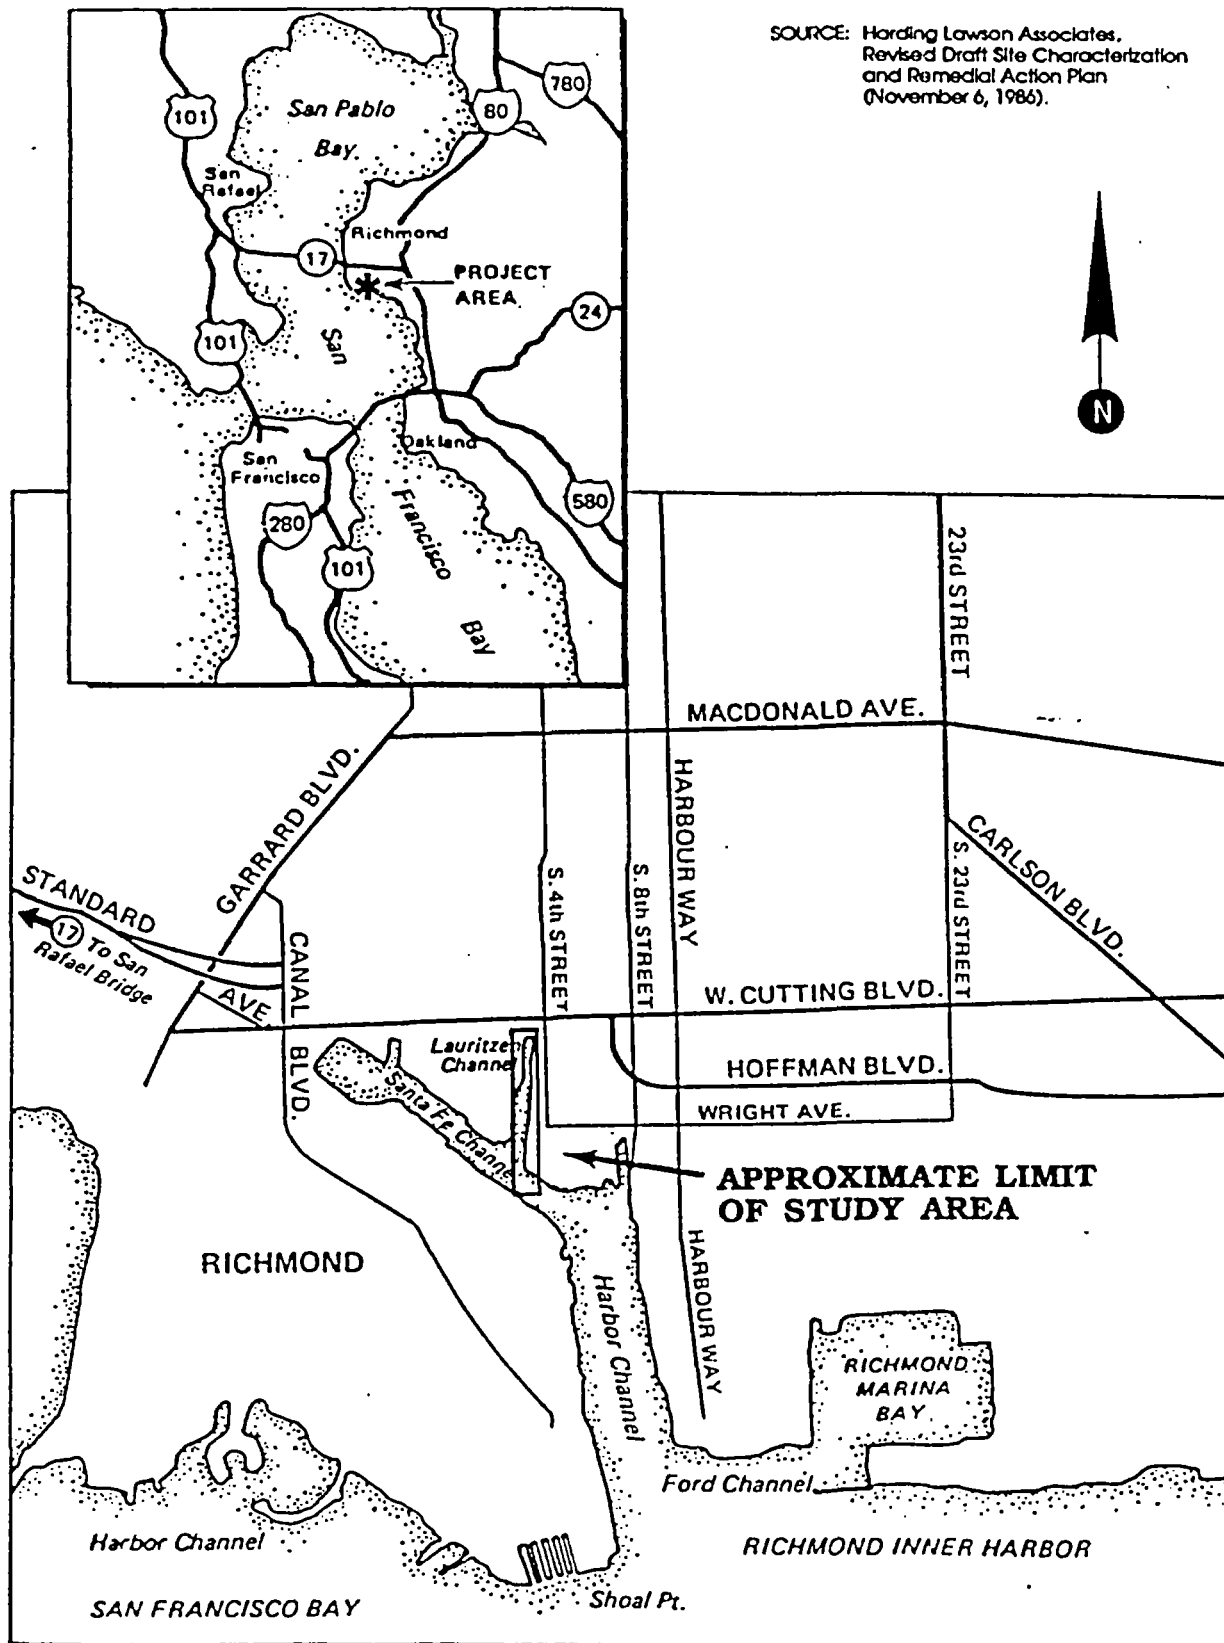 SOURCE: Harding Lawson Associates,
Revised Draft Site Characterization
and Remedial Action Plan
(November 6, 1986).
N
780
80
101
San Pablo
Bay
San
Rafael
Richmond
17
PROJECT
AREA
24
101
San
Oakland
San
Francisco
580
280
Francisco
101
Bay
23rd STREET
MACDONALD AVE.
GARRARD BLVD.
HARBOUR WAY
CARLSON BLVD.
STANDARD
S. 4th STREET
S. 8th STREET
S. 23rd STREET
17 To San
Rafael Bridge
CANAL
AVE
W. CUTTING BLVD.
BLVD.
Lauritzen
Channel
Santa Fe Channel
HOFFMAN BLVD.
WRIGHT AVE.
APPROXIMATE LIMIT
OF STUDY AREA
RICHMOND
Harbor Channel
HARBOUR WAY
RICHMOND
MARINA
BAY
Ford Channel
Harbor Channel
RICHMOND INNER HARBOR
SAN FRANCISCO BAY
Shoal Pt.